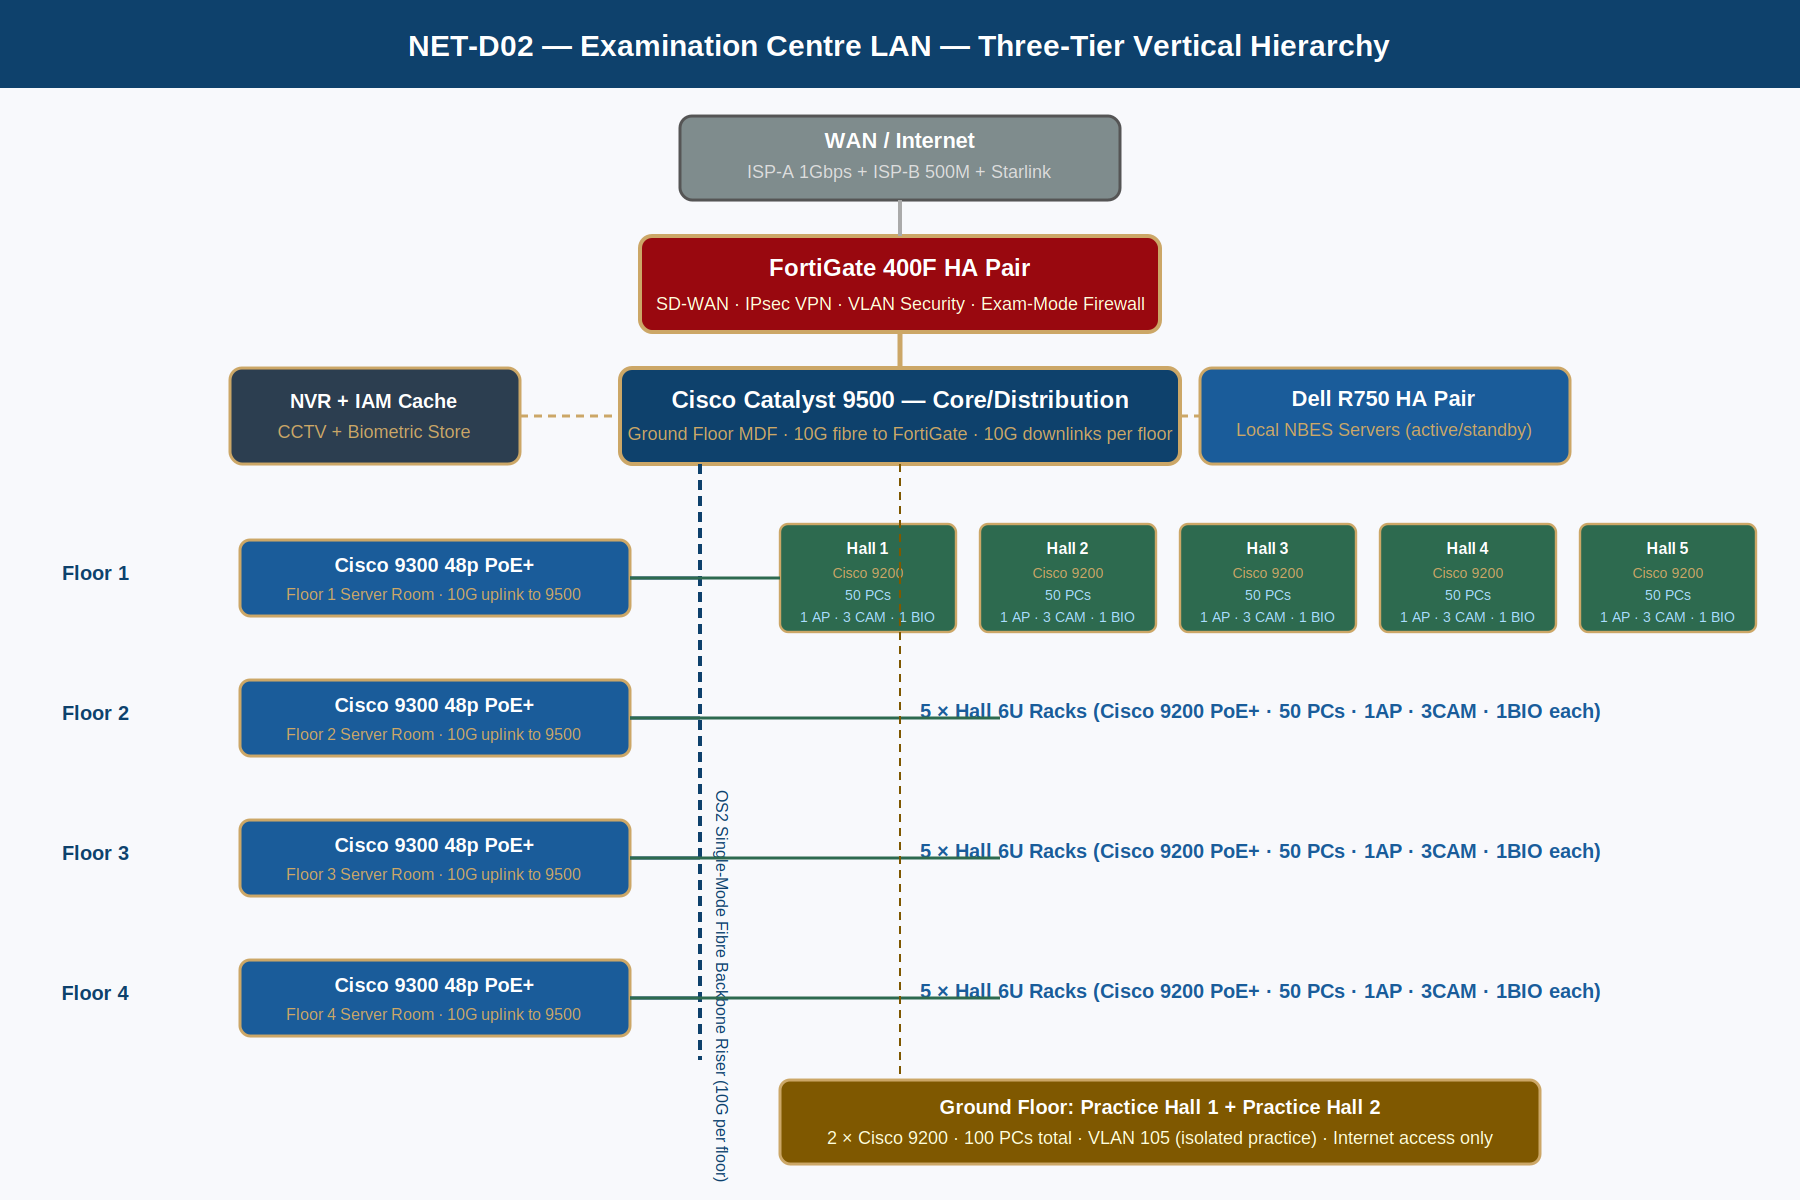 NET-D02 — Examination Centre LAN — Three-Tier Vertical Hierarchy
WAN / Internet
ISP-A 1Gbps + ISP-B 500M + Starlink
FortiGate 400F HA Pair
SD-WAN · IPsec VPN · VLAN Security · Exam-Mode Firewall
NVR + IAM Cache
CCTV + Biometric Store
Cisco Catalyst 9500 — Core/Distribution
Ground Floor MDF · 10G fibre to FortiGate · 10G downlinks per floor
Dell R750 HA Pair
Local NBES Servers (active/standby)
Floor 1
Cisco 9300 48p PoE+
Floor 1 Server Room · 10G uplink to 9500
Hall 1
Cisco 9200
50 PCs
1 AP · 3 CAM · 1 BIO
Hall 2
Cisco 9200
50 PCs
1 AP · 3 CAM · 1 BIO
Hall 3
Cisco 9200
50 PCs
1 AP · 3 CAM · 1 BIO
Hall 4
Cisco 9200
50 PCs
1 AP · 3 CAM · 1 BIO
Hall 5
Cisco 9200
50 PCs
1 AP · 3 CAM · 1 BIO
Floor 2
Cisco 9300 48p PoE+
Floor 2 Server Room · 10G uplink to 9500
5 × Hall 6U Racks (Cisco 9200 PoE+ · 50 PCs · 1AP · 3CAM · 1BIO each)
Floor 3
Cisco 9300 48p PoE+
Floor 3 Server Room · 10G uplink to 9500
5 × Hall 6U Racks (Cisco 9200 PoE+ · 50 PCs · 1AP · 3CAM · 1BIO each)
Floor 4
Cisco 9300 48p PoE+
Floor 4 Server Room · 10G uplink to 9500
5 × Hall 6U Racks (Cisco 9200 PoE+ · 50 PCs · 1AP · 3CAM · 1BIO each)
OS2 Single-Mode Fibre Backbone Riser (10G per floor)
Ground Floor: Practice Hall 1 + Practice Hall 2
2 × Cisco 9200 · 100 PCs total · VLAN 105 (isolated practice) · Internet access only